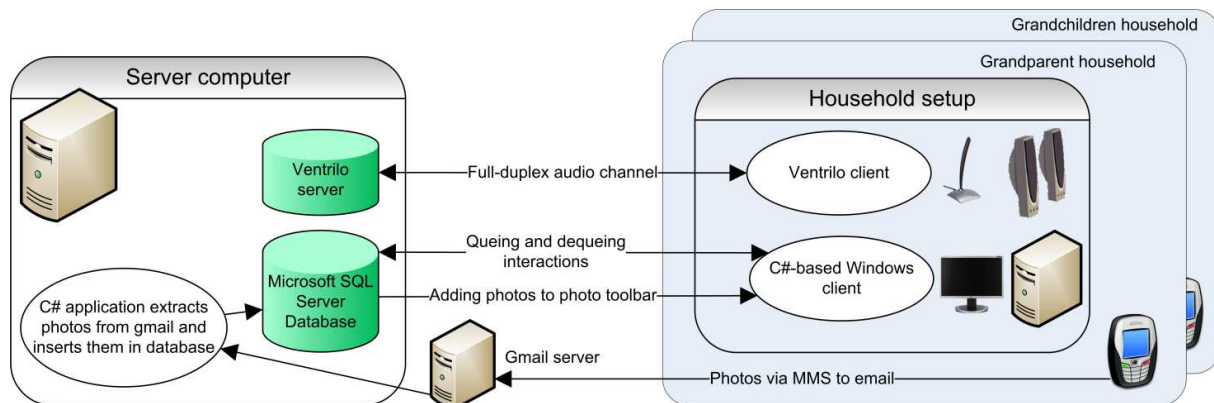 Grandchildren household
Grandparent household
Server computer
Household setup
Ventrilo
server
Full-duplex audio channel
Ventrilo client
Queing and dequeing
interactions
Microsoft SQL
Server
Database
C#-based Windows
client
Adding photos to photo toolbar
C# application extracts
photos from gmail and
inserts them in database
Gmail server
Photos via MMS to email